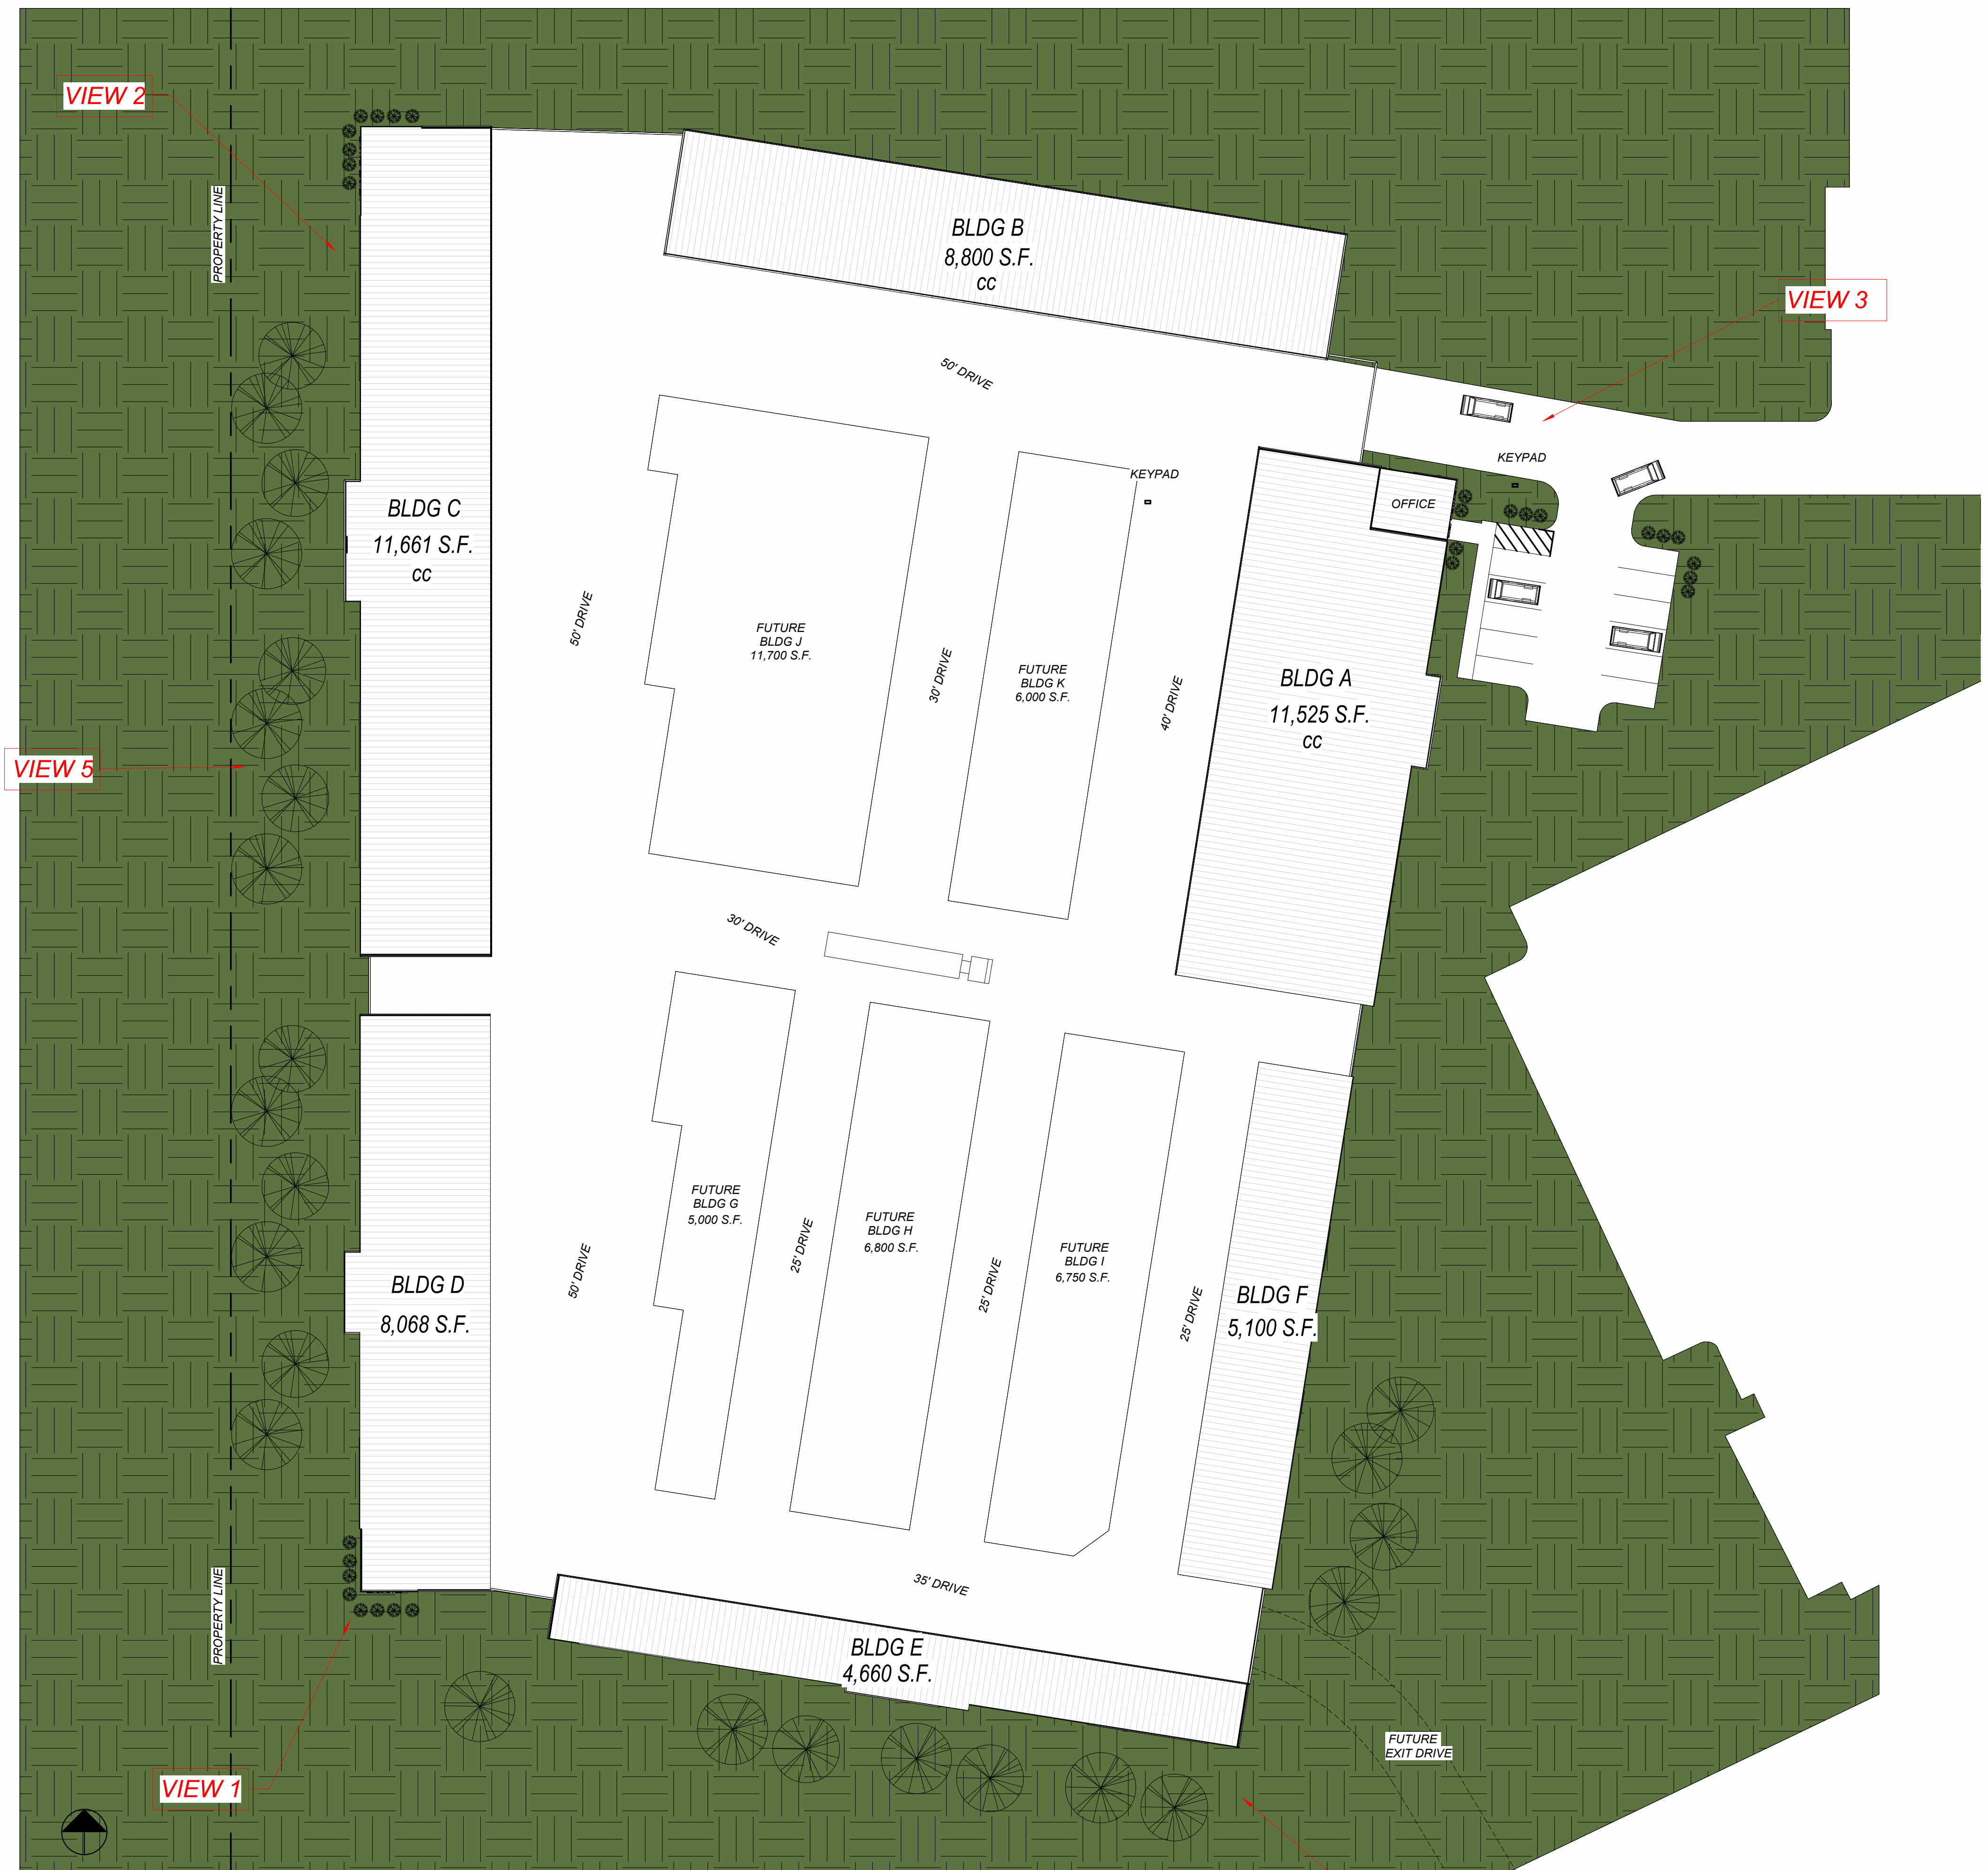 VIEW 2
PROPERTY LINE
BLDG B
8,800 S.F.
cc
VIEW 3
50' DRIVE
KEYPAD
KEYPAD
OFFICE
BLDG C
11,661 S.F.
cc
50' DRIVE
FUTURE
BLDG J
11,700 S.F.
30' DRIVE
FUTURE
BLDG K
6,000 S.F.
40' DRIVE
BLDG A
11,525 S.F.
cc
VIEW 5
30' DRIVE
FUTURE
BLDG G
5,000 S.F.
25' DRIVE
FUTURE
BLDG H
6,800 S.F.
25' DRIVE
FUTURE
BLDG I
6,750 S.F.
25' DRIVE
BLDG F
5,100 S.F.
50' DRIVE
BLDG D
8,068 S.F.
35' DRIVE
PROPERTY LINE
BLDG E
4,660 S.F.
FUTURE
EXIT DRIVE
VIEW 1